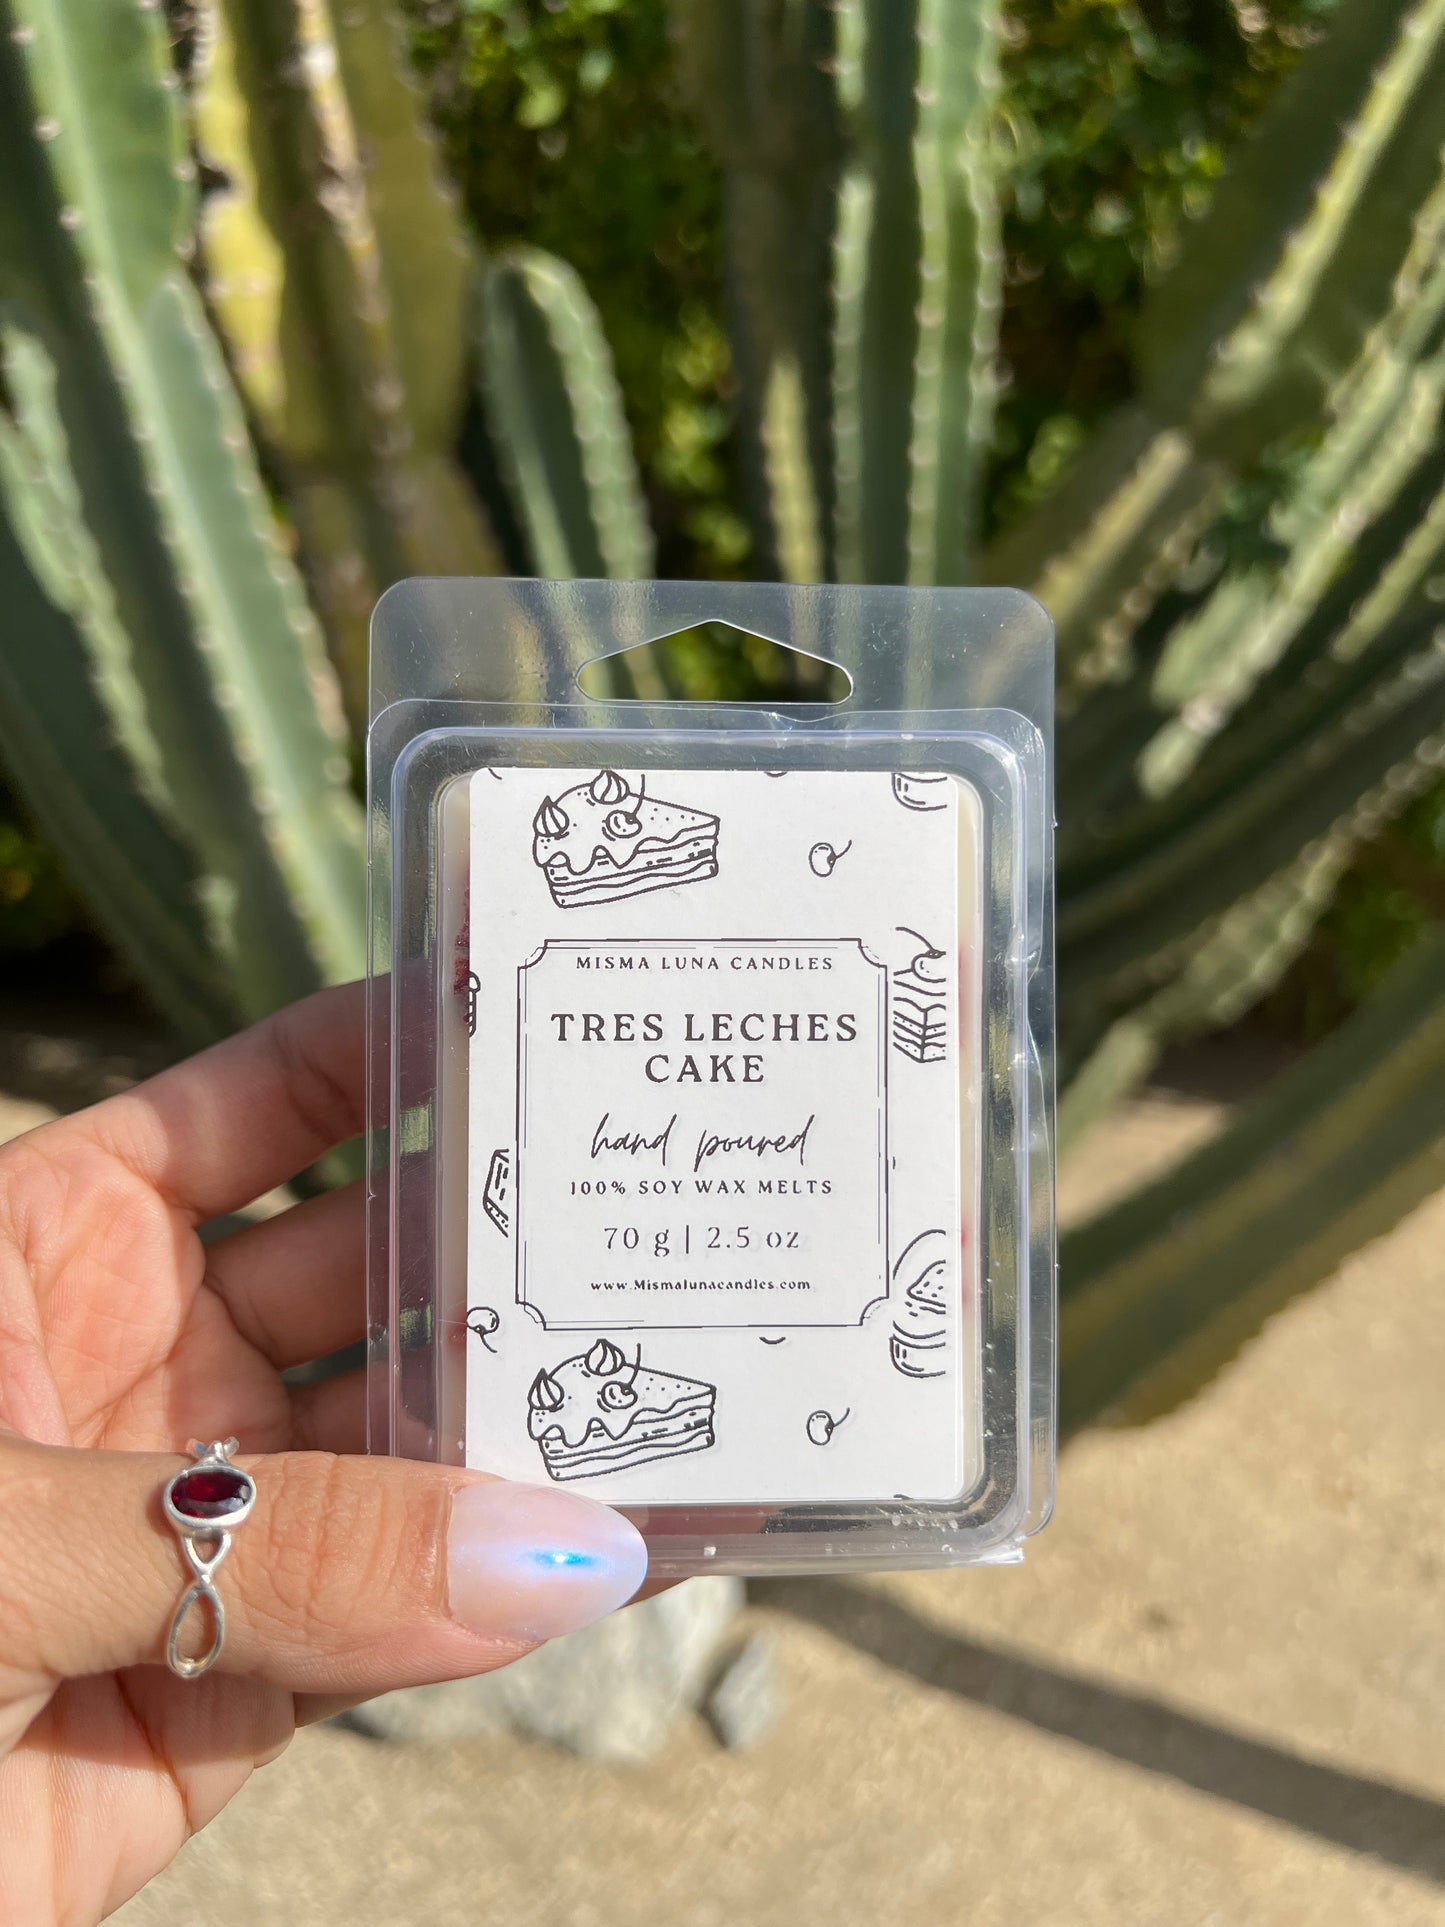 MISMA LUNA CANDLES
TRES LECHES
CAKE
hand poured
100% SOY WAX MELTS
70 g | 2.5 oz
www.Mismalunacandles.com